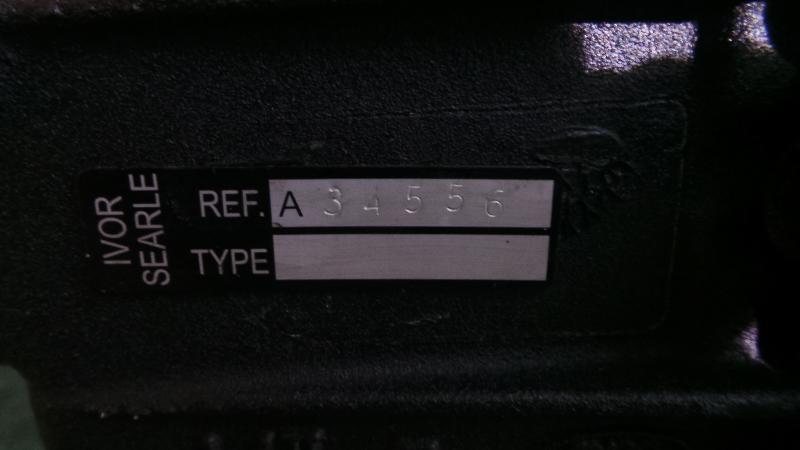 IVOR
SEARLE
REF. A 34556
TYPE